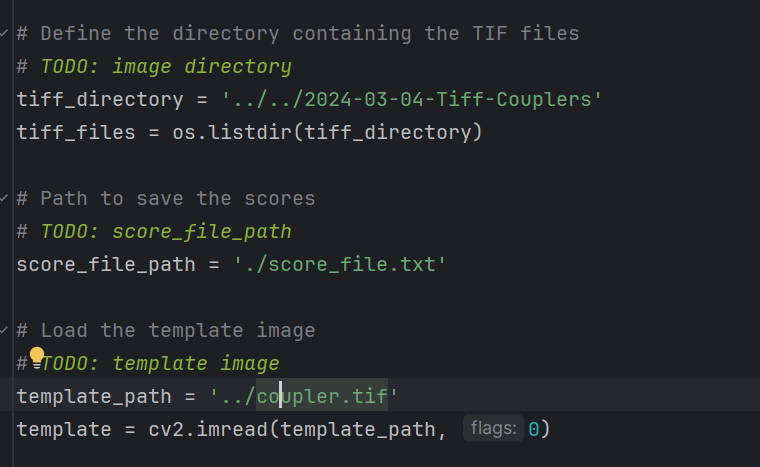 # Define the directory containing the TIF files
# TODO: image directory
tiff_directory = '../../2024-03-04-Tiff-Couplers'
tiff_files = os.listdir(tiff_directory)
# Path to save the scores
# TODO: score_file_path
score_file_path = './score_file.txt'
# Load the template image
# TODO: template image
template_path = '../coupler.tif'
template = cv2.imread(template_path, flags: 0)